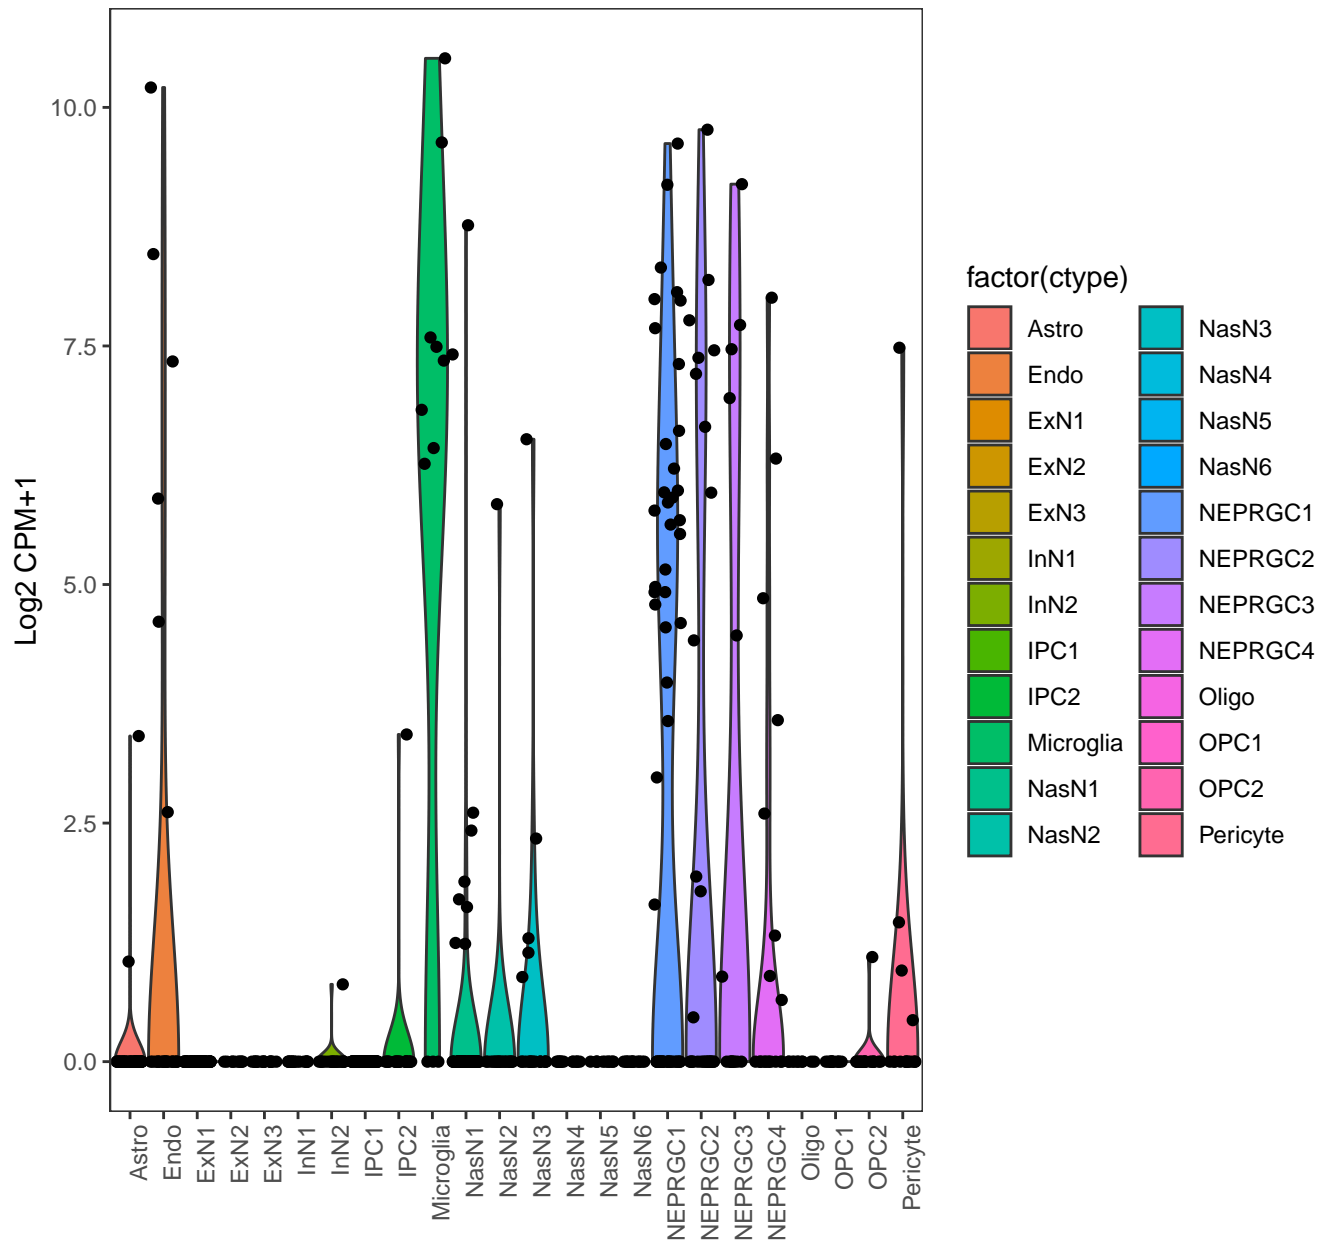 10.0
7.5
5.0
2.5
0.0
Log2 CPM+1
Astro
Endo
ExN1
ExN2
ExN3
InN1
InN2
IPC1
IPC2
Microglia
NasN1
NasN2
NasN3
NasN4
NasN5
NasN6
NEPRGC1
NEPRGC2
NEPRGC3
NEPRGC4
Oligo
OPC1
OPC2
Pericyte
factor(ctype)
Astro
Endo
ExN1
ExN2
ExN3
InN1
InN2
IPC1
IPC2
Microglia
NasN1
NasN2
NasN3
NasN4
NasN5
NasN6
NEPRGC1
NEPRGC2
NEPRGC3
NEPRGC4
Oligo
OPC1
OPC2
Pericyte